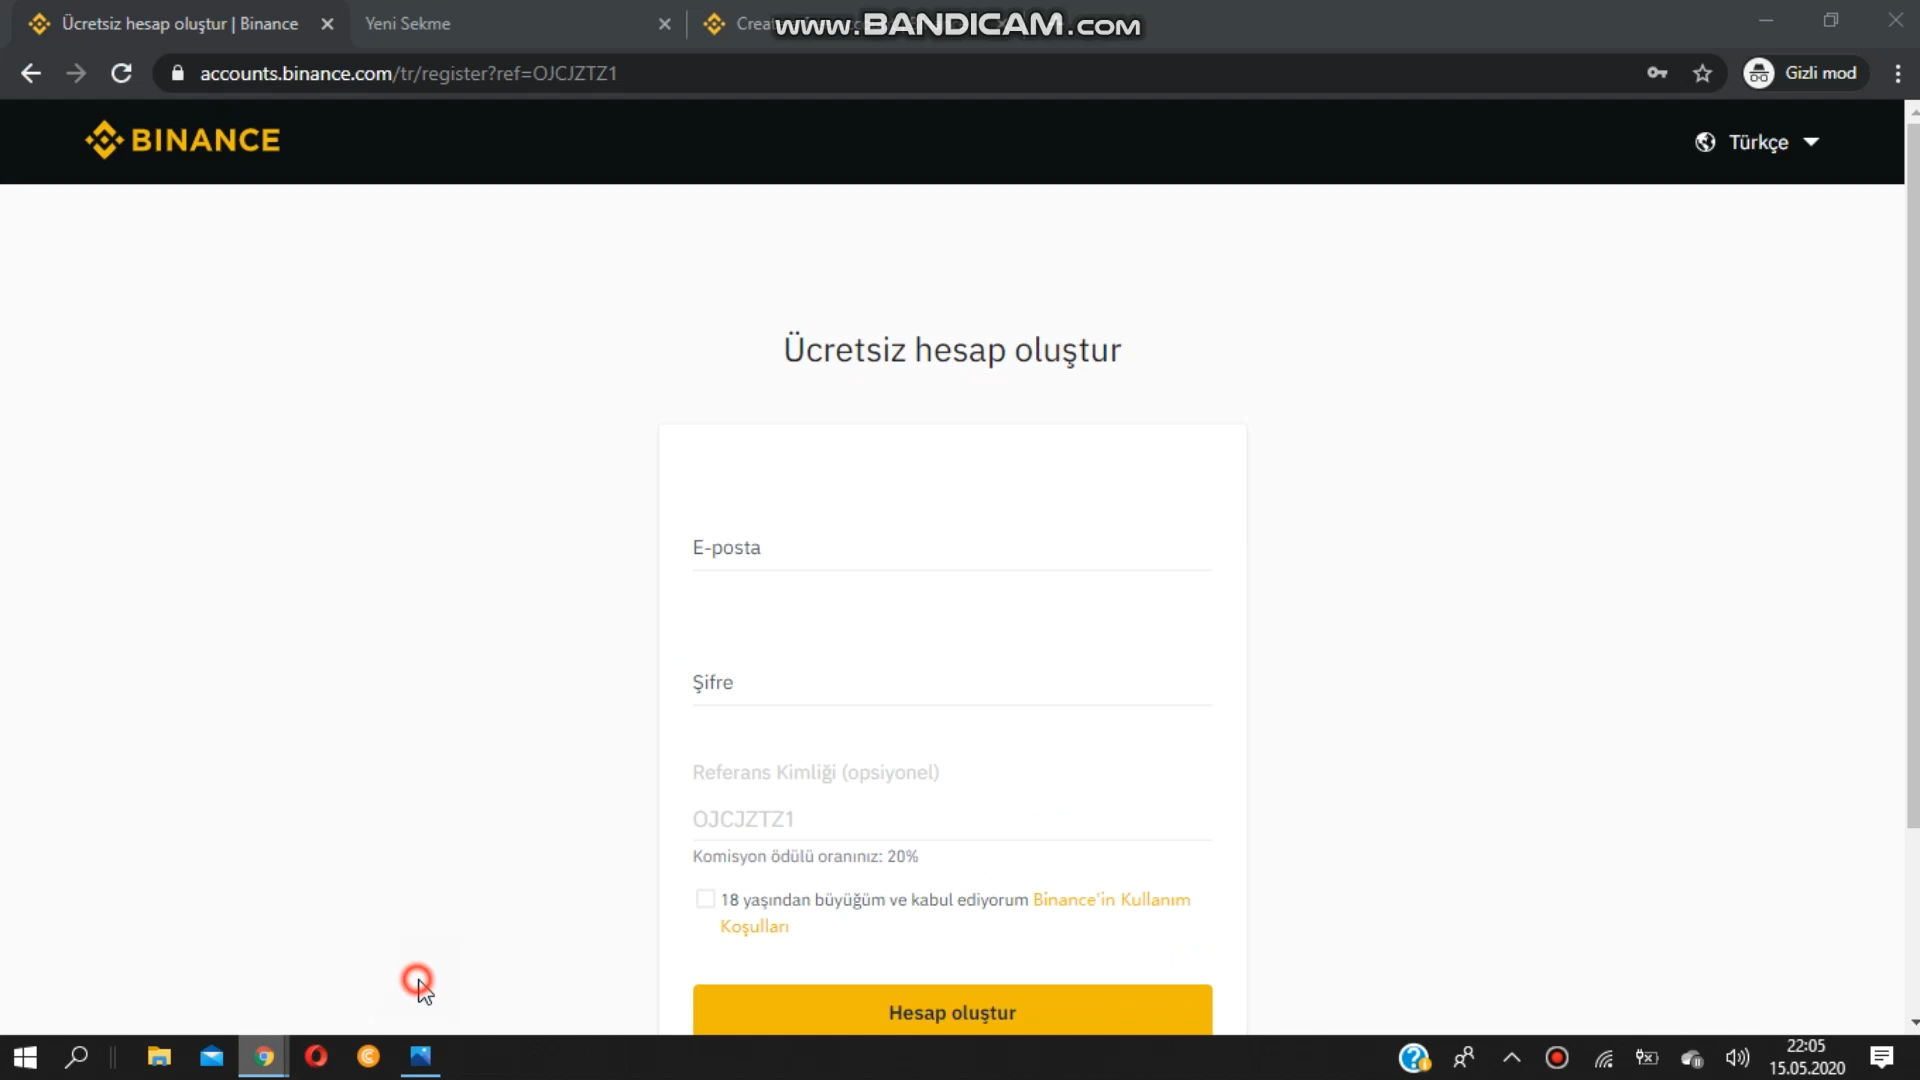 Ücretsiz hesap oluştur | Binance
Yeni Sekme
www.BANDICAM.com
accounts.binance.com/tr/register?ref=OJCJZTZ1
Gizli mod
BINANCE
Türkçe
Ücretsiz hesap oluştur
E-posta
Şifre
Referans Kimliği (opsiyonel)
OJCJZTZ1
Komisyon ödülü oranınız: 20%
18 yaşından büyüğüm ve kabul ediyorum Binance'in Kullanım
Koşulları
Hesap oluştur
22:05
15.05.2020